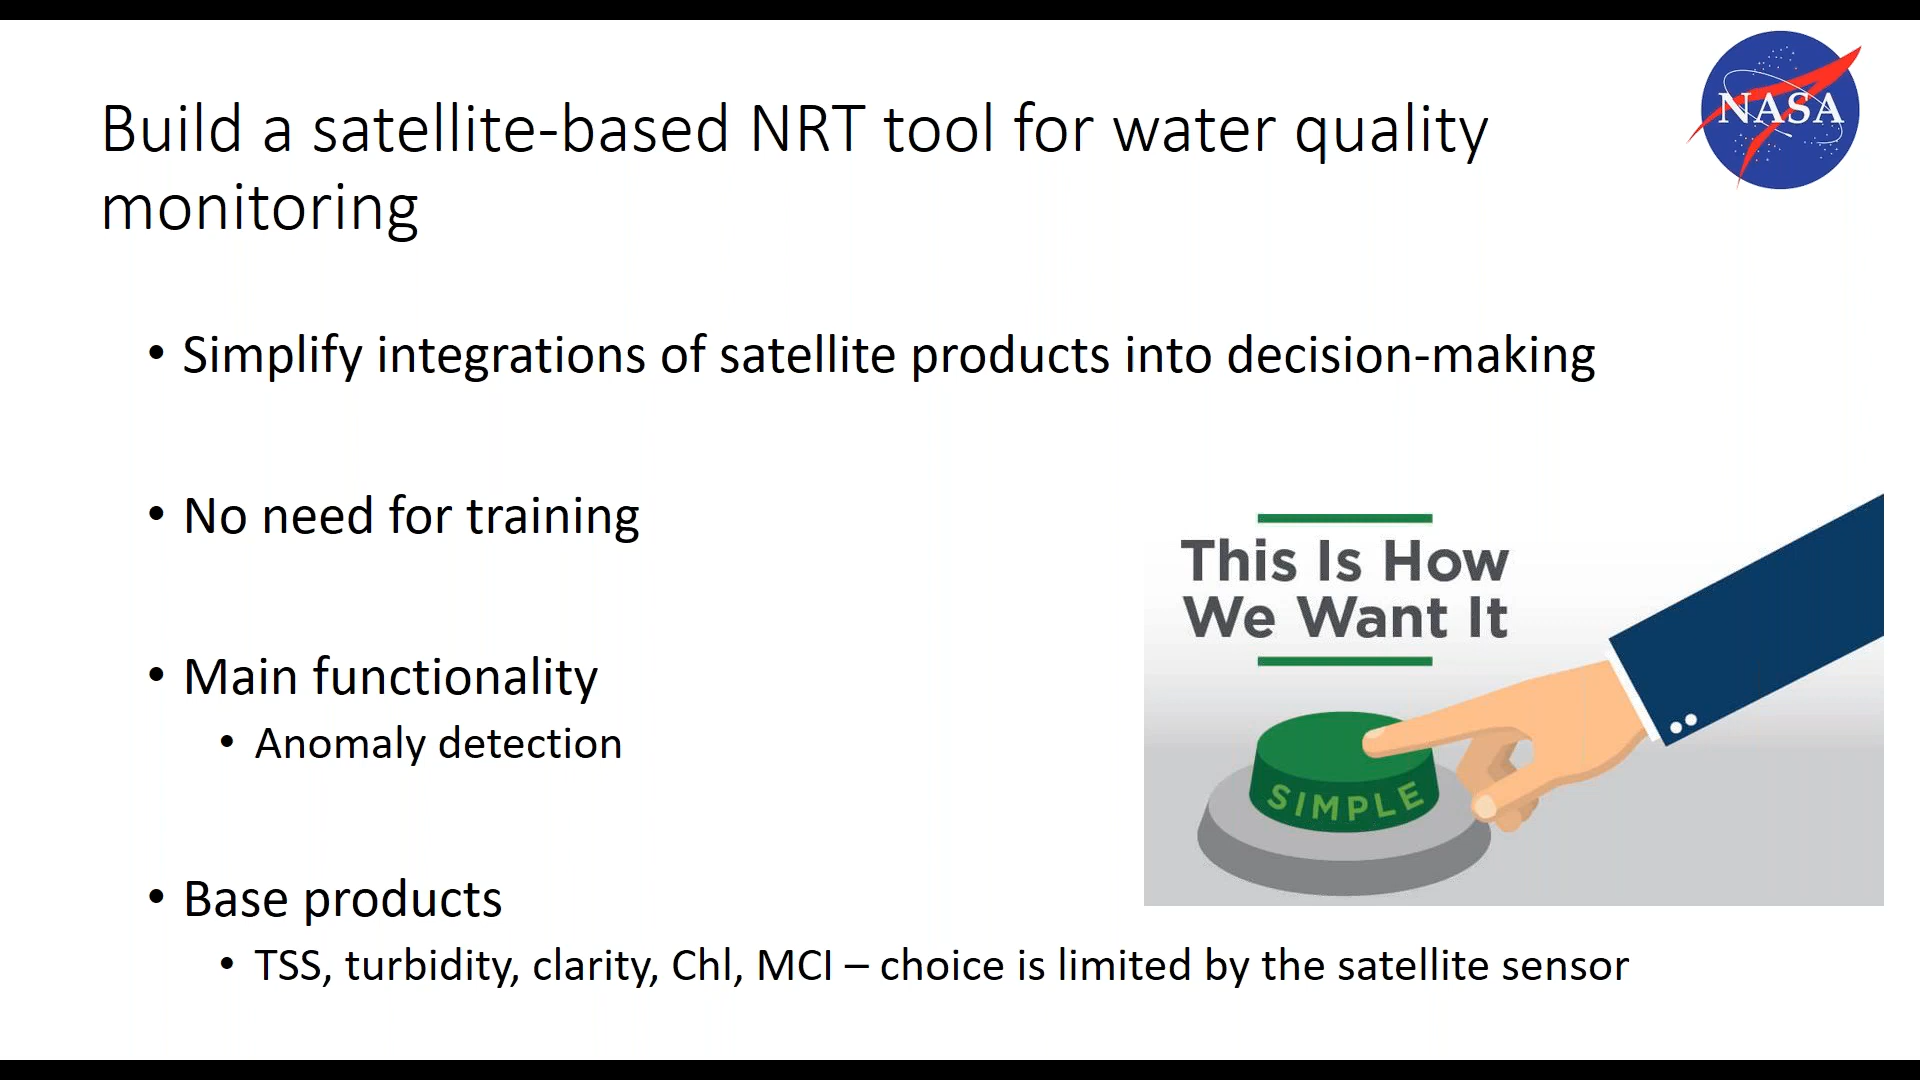 NASA
Build a satellite-based NRT tool for water quality
monitoring
• Simplify integrations of satellite products into decision-making
• No need for training
• Main functionality
• Anomaly detection
• Base products
• TSS, turbidity, clarity, Chl, MCI – choice is limited by the satellite sensor
This Is How
We Want It
SIMPLE